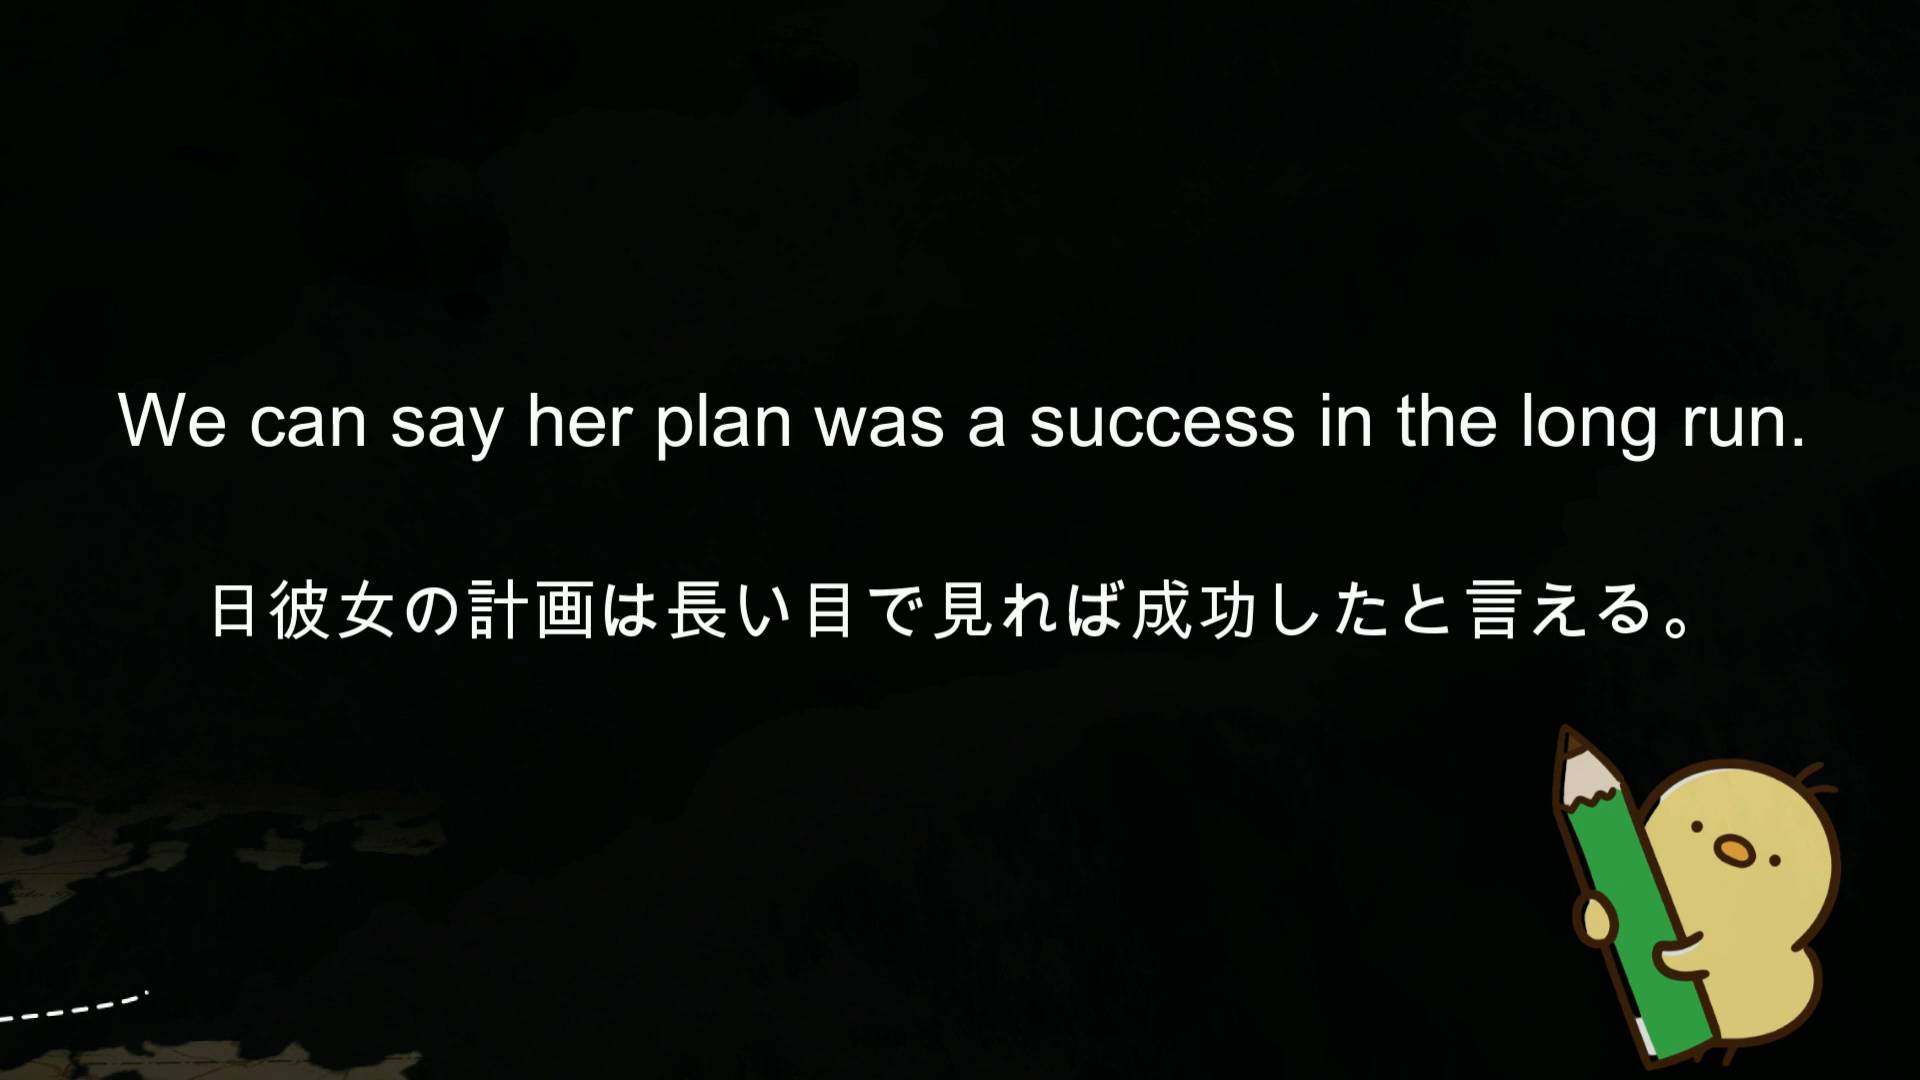 We can say her plan was a success in the long run.
日彼女の計画は長い目で見れば成功したと言える。